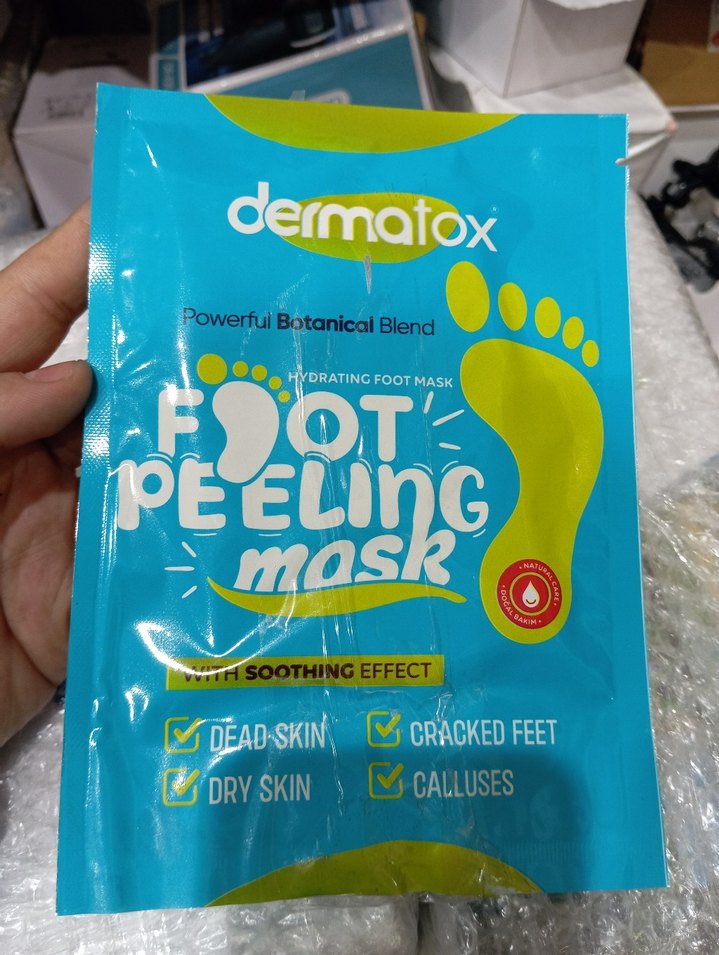 dermatox
Powerful Botanical Blend
HYDRATING FOOT MASK
FOOT
PEELING
mask
NATURAL CARE
DOĞAL BAKIM
WITH SOOTHING EFFECT
DEAD SKIN
CRACKED FEET
DRY SKIN
CALLUSES